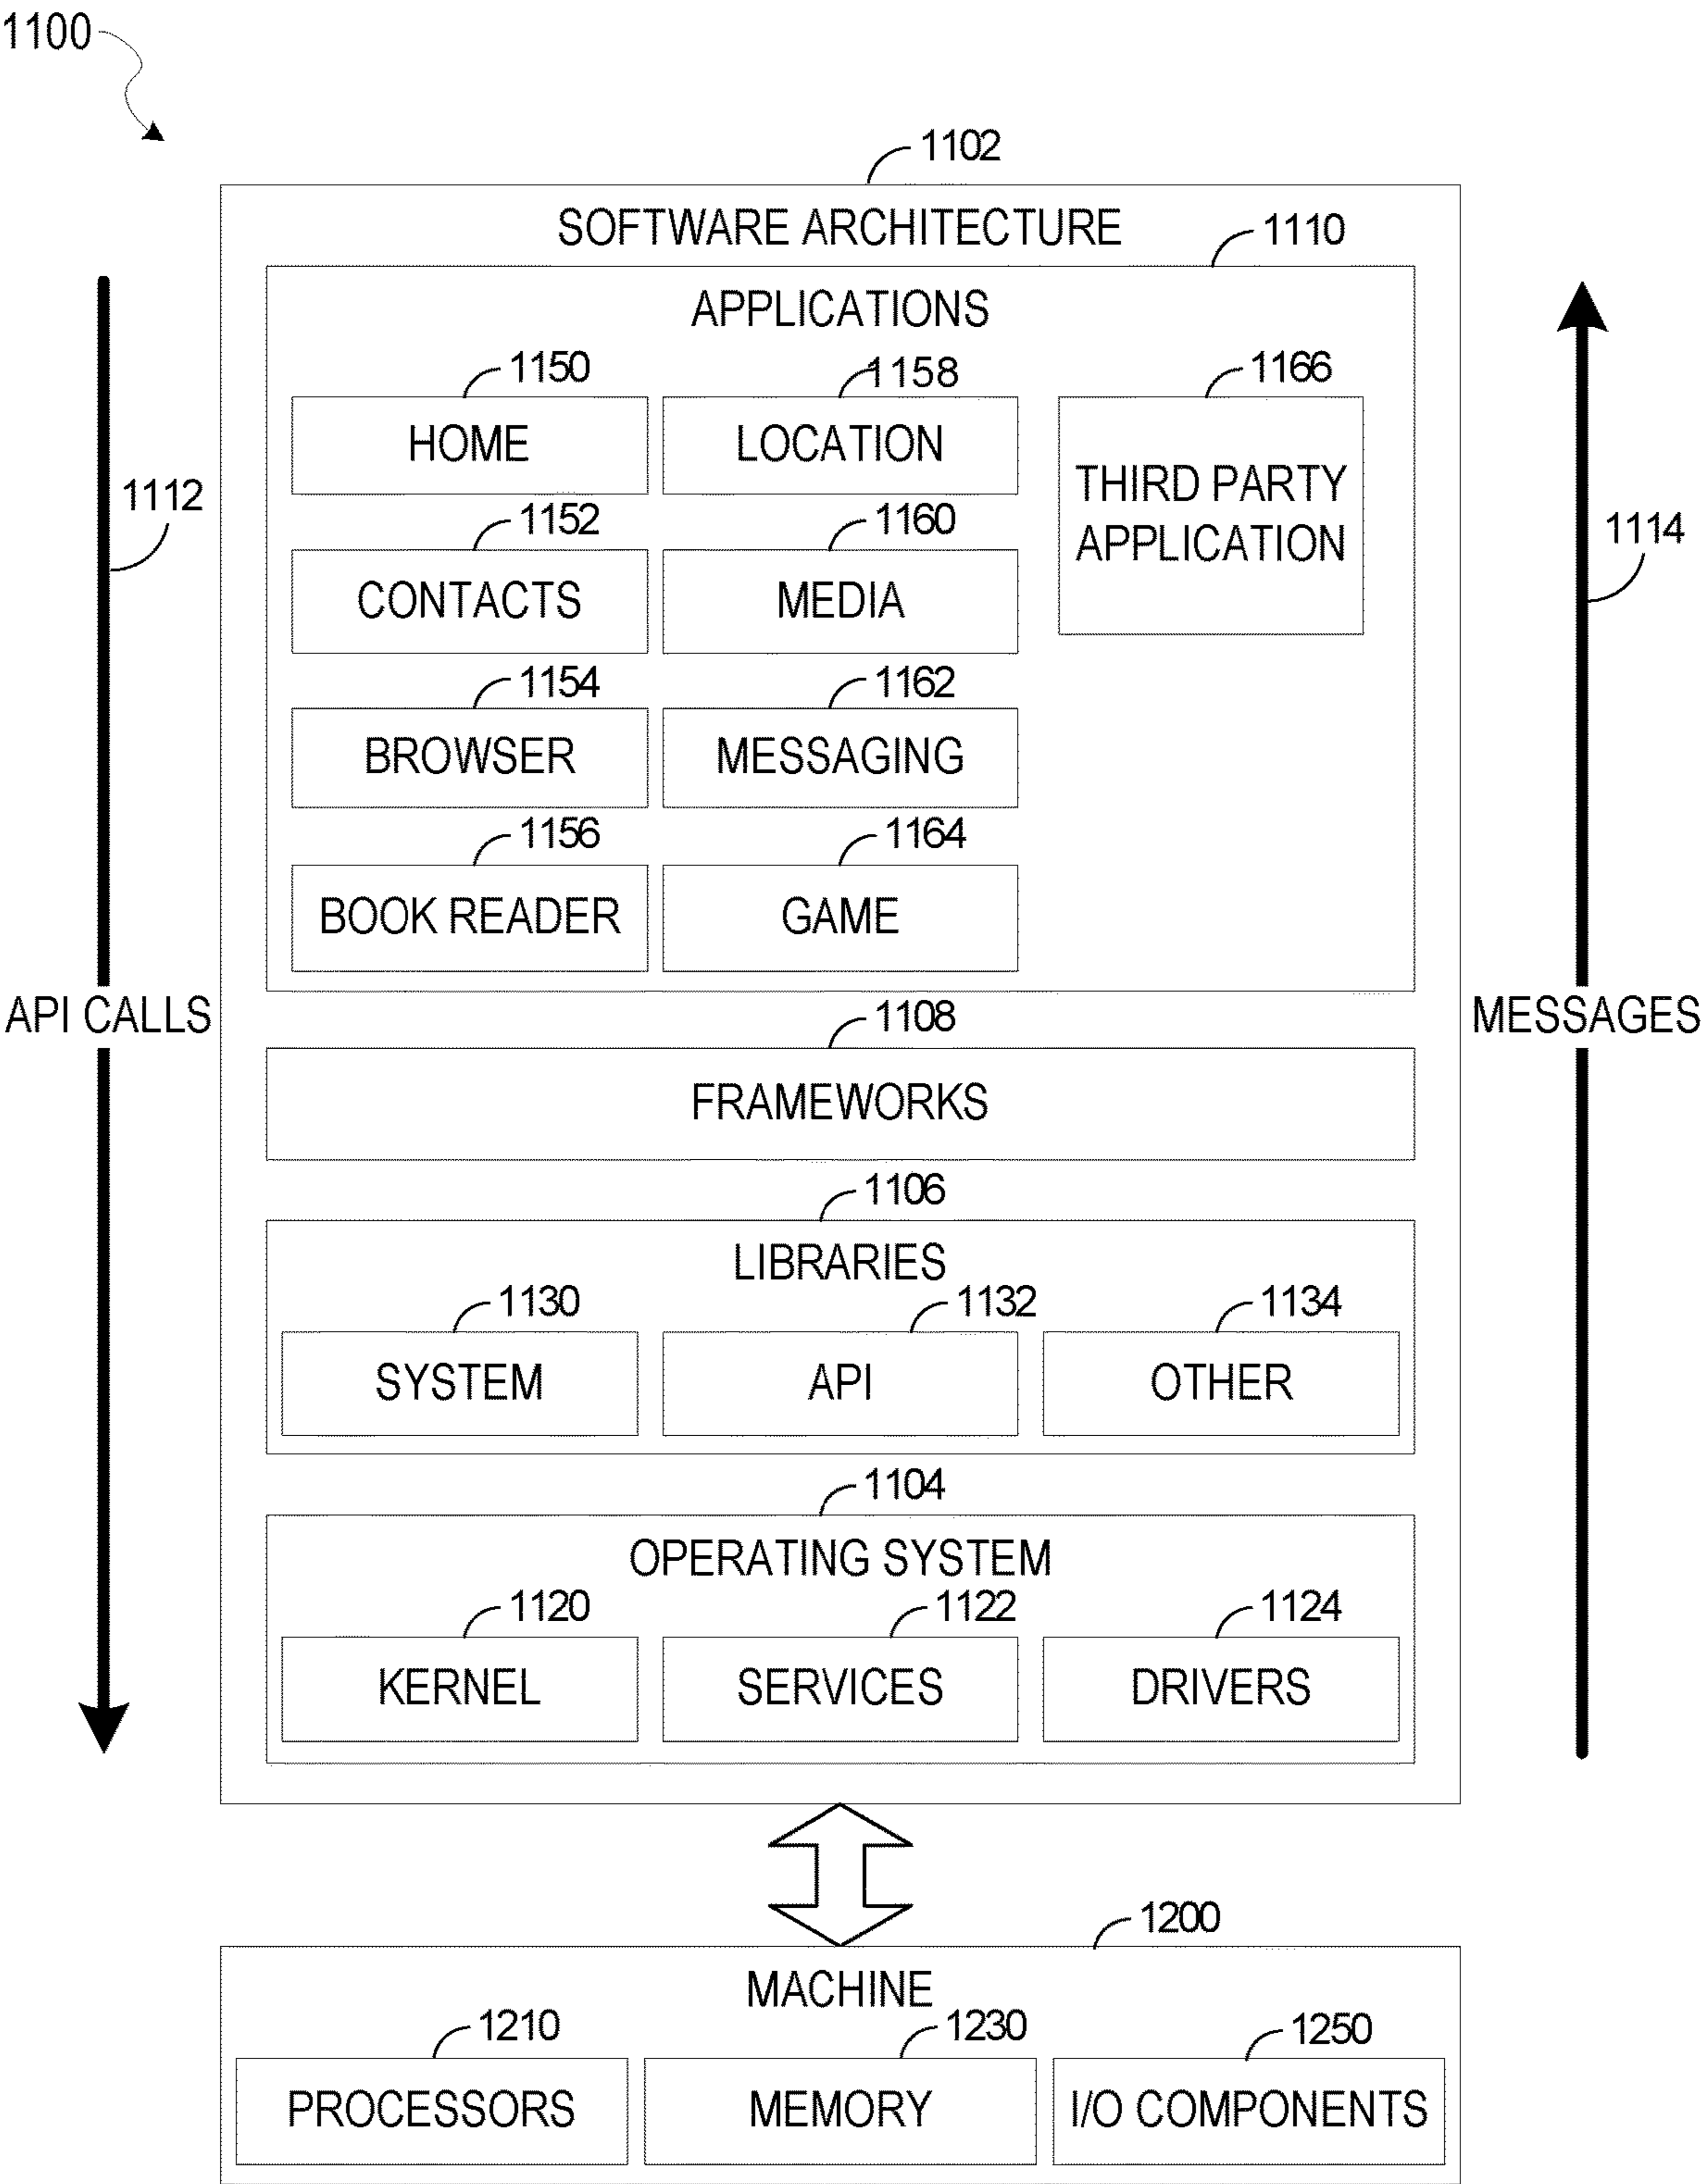 1100
1102
SOFTWARE ARCHITECTURE
1110
APPLICATIONS
1150
1158
1166
HOME
LOCATION
THIRD PARTY
APPLICATION
1112
1152
1160
1114
CONTACTS
MEDIA
1154
1162
BROWSER
MESSAGING
1156
1164
BOOK READER
GAME
API CALLS
MESSAGES
1108
FRAMEWORKS
1106
LIBRARIES
1130
1132
1134
SYSTEM
API
OTHER
1104
OPERATING SYSTEM
1120
1122
1124
KERNEL
SERVICES
DRIVERS
1200
MACHINE
1210
1230
1250
PROCESSORS
MEMORY
I/O COMPONENTS